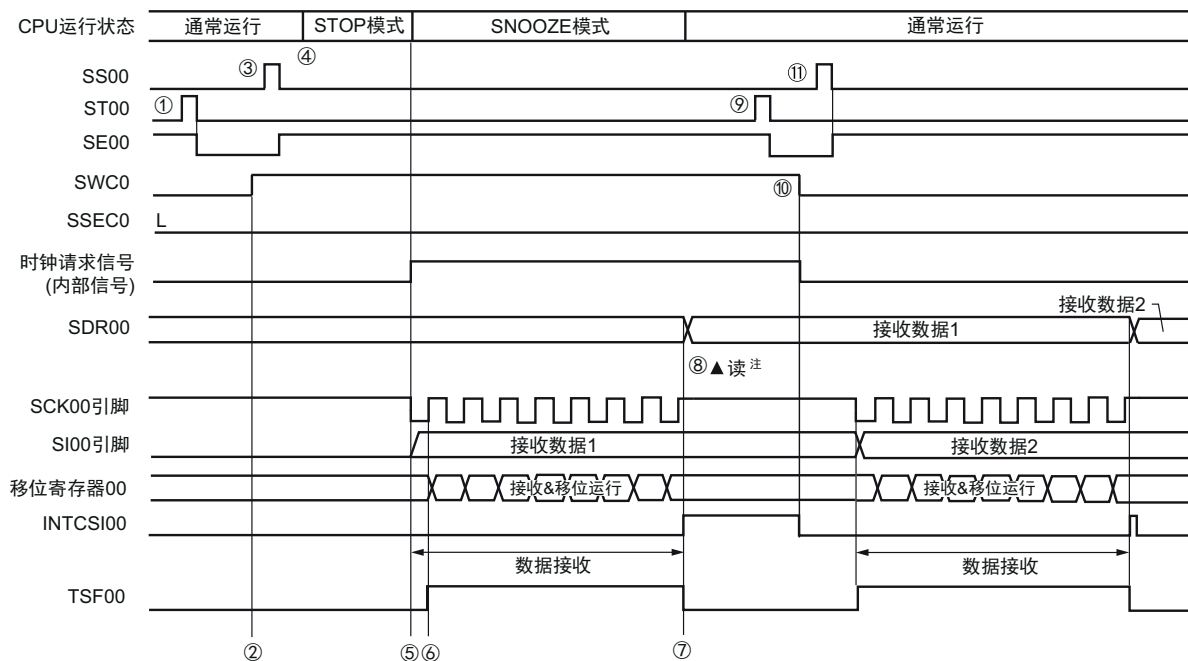 CPU运行状态 通常运行 STOP模式 SNOOZE模式 通常运行
③ ④ ⑪
SS00
① ⑨
ST00
SE00
SWC0 ⑩
SSEC0 L
时钟请求信号
(内部信号)
接收数据2
SDR00 接收数据1
⑧▲读注
SCK00引脚
SI00引脚 接收数据1 接收数据2
移位寄存器00 接收&移位运行 接收&移位运行
INTCSI00
数据接收 数据接收
TSF00
② ⑤⑥ ⑦